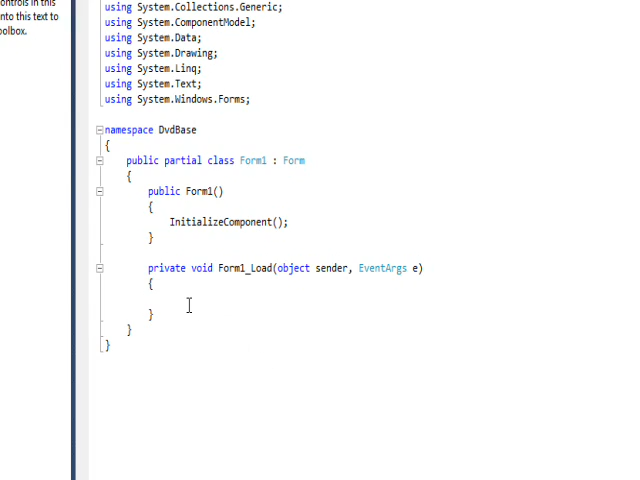 ontrols in this
nto this text to
oolbox.
using System.Collections.Generic;
using System.ComponentModel;
using System.Data;
using System.Drawing;
using System.Linq;
using System.Text;
using System.Windows.Forms;
namespace DvdBase
{
public partial class Form1 : Form
{
public Form1()
{
InitializeComponent();
}
private void Form1_Load(object sender, EventArgs e)
{
}
}
}